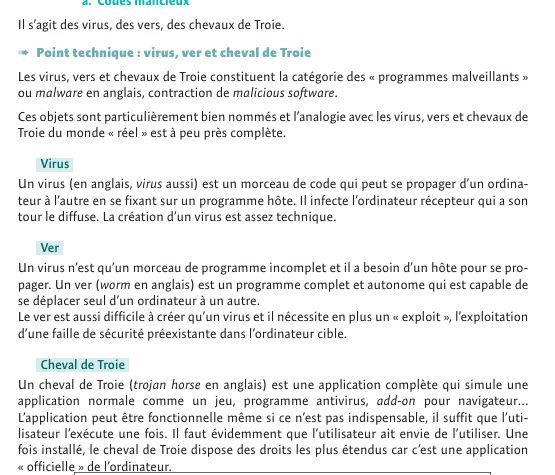 a. Codes malicieux
Il s'agit des virus, des vers, des chevaux de Troie.
➠ Point technique : virus, ver et cheval de Troie
Les virus, vers et chevaux de Troie constituent la catégorie des « programmes malveillants »
ou malware en anglais, contraction de malicious software.
Ces objets sont particulièrement bien nommés et l'analogie avec les virus, vers et chevaux de
Troie du monde « réel » est à peu près complète.
Virus
Un virus (en anglais, virus aussi) est un morceau de code qui peut se propager d'un ordina-
teur à l'autre en se fixant sur un programme hôte. Il infecte l'ordinateur récepteur qui a son
tour le diffuse. La création d'un virus est assez technique.
Ver
Un virus n'est qu'un morceau de programme incomplet et il a besoin d'un hôte pour se pro-
pager. Un ver (worm en anglais) est un programme complet et autonome qui est capable de
se déplacer seul d'un ordinateur à un autre.
Le ver est aussi difficile à créer qu'un virus et il nécessite en plus un « exploit », l'exploitation
d'une faille de sécurité préexistante dans l'ordinateur cible.
Cheval de Troie
Un cheval de Troie (trojan horse en anglais) est une application complète qui simule une
application normale comme un jeu, programme antivirus, add-on pour navigateur...
L'application peut être fonctionnelle même si ce n'est pas indispensable, il suffit que l'uti-
lisateur l'exécute une fois. Il faut évidemment que l'utilisateur ait envie de l'utiliser. Une
fois installé, le cheval de Troie dispose des droits les plus étendus car c'est une application
« officielle » de l'ordinateur.